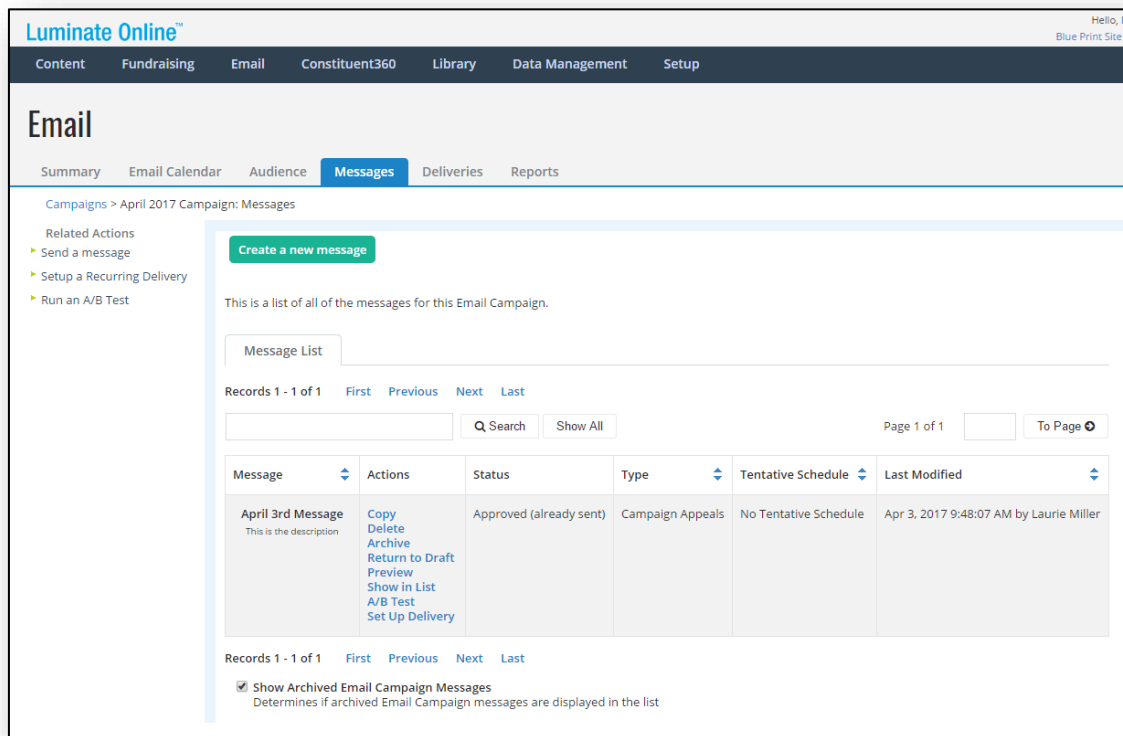 Luminate Online™
Hello,
Blue Print Site
Content Fundraising Email Constituent360 Library Data Management Setup
Email
Summary Email Calendar Audience Messages Deliveries Reports
Campaigns > April 2017 Campaign: Messages
Related Actions
Send a message
Setup a Recurring Delivery
Run an A/B Test
Create a new message
This is a list of all of the messages for this Email Campaign.
Message List
Records 1 - 1 of 1 First Previous Next Last
Search Show All Page 1 of 1 To Page
Message Actions Status Type Tentative Schedule Last Modified
April 3rd Message
This is the description
Copy
Delete
Archive
Return to Draft
Preview
Show in List
A/B Test
Set Up Delivery
Approved (already sent)
Campaign Appeals
No Tentative Schedule
Apr 3, 2017 9:48:07 AM by Laurie Miller
Records 1 - 1 of 1 First Previous Next Last
Show Archived Email Campaign Messages
Determines if archived Email Campaign messages are displayed in the list